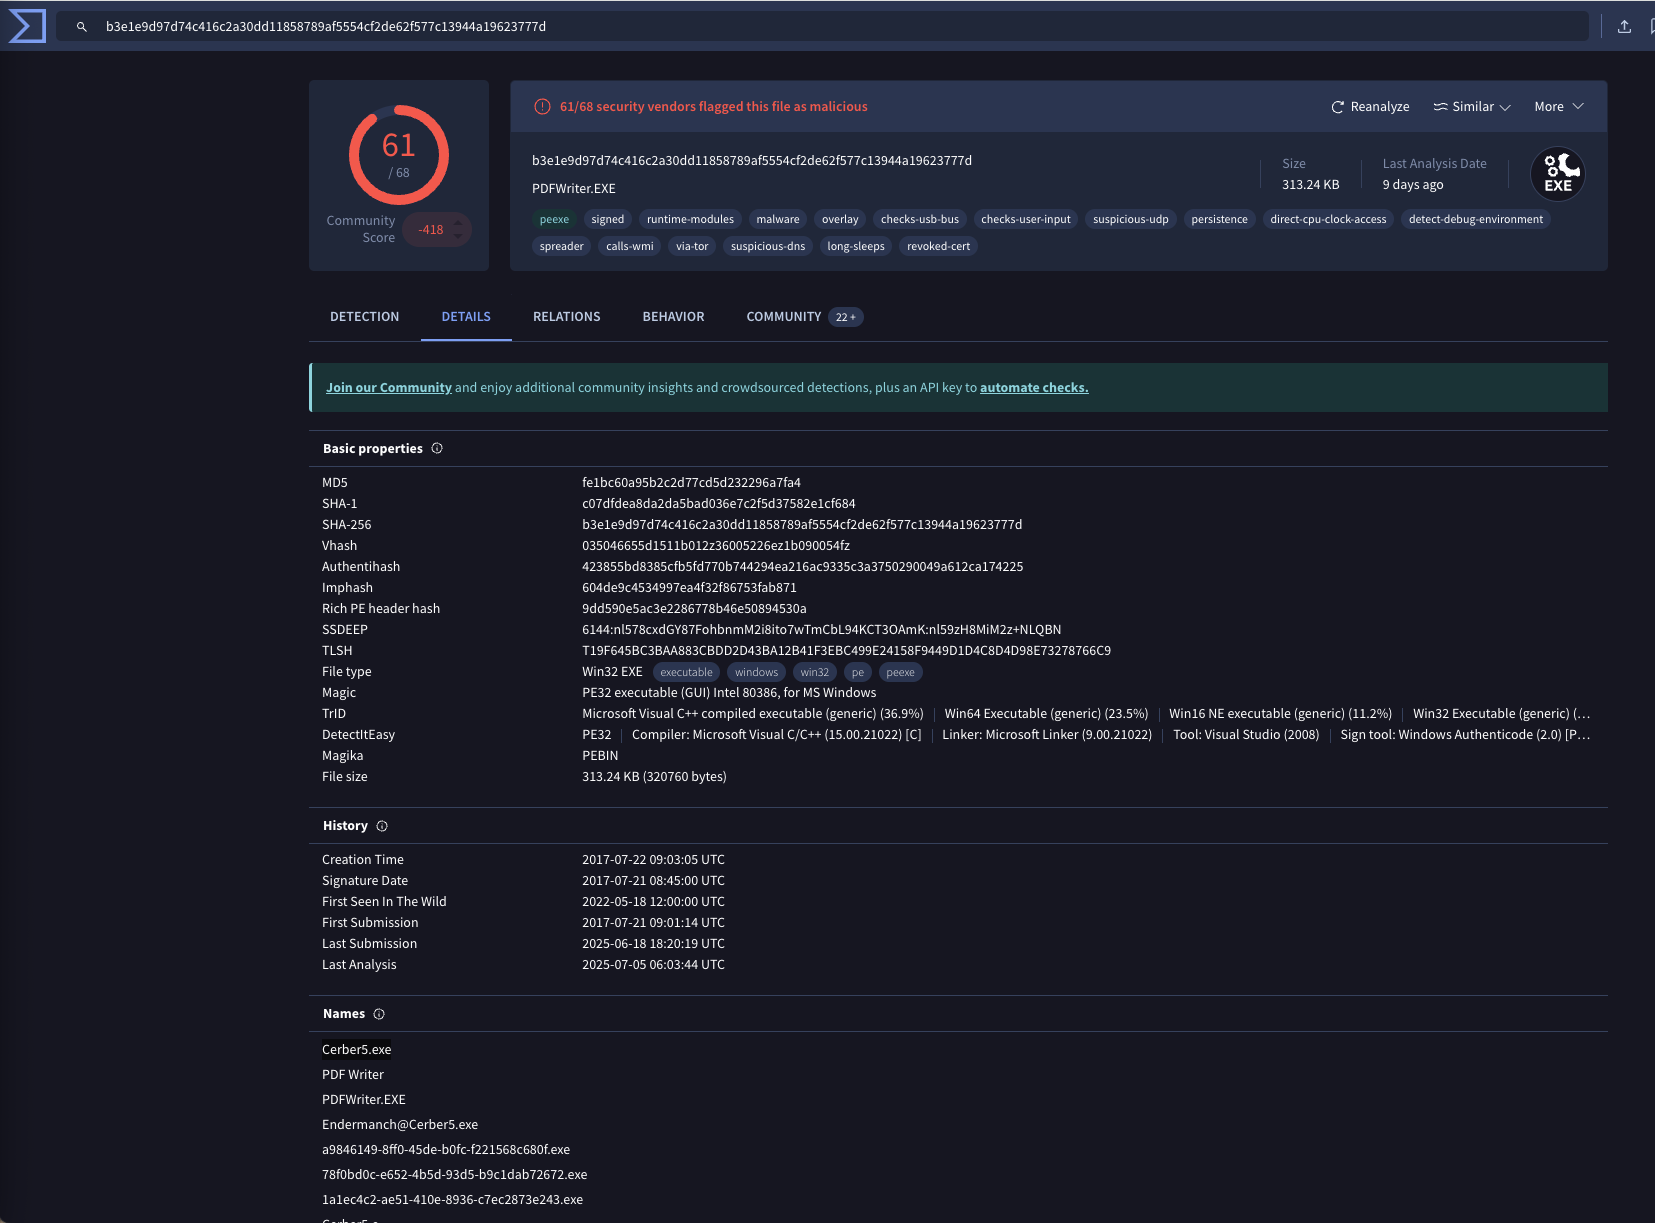 b3e1e9d97d74c416c2a30dd11858789af5554cf2de62f577c13944a19623777d
61
/ 68
Community Score
-418
61/68 security vendors flagged this file as malicious
Reanalyze
Similar
More
b3e1e9d97d74c416c2a30dd11858789af5554cf2de62f577c13944a19623777d
PDFWriter.EXE
Size
313.24 KB
Last Analysis Date
9 days ago
EXE
peexe signed runtime-modules malware overlay checks-usb-bus checks-user-input suspicious-udp persistence direct-cpu-clock-access detect-debug-environment
spreader calls-wmi via-tor suspicious-dns long-sleeps revoked-cert
DETECTION DETAILS RELATIONS BEHAVIOR COMMUNITY 22 +
Join our Community and enjoy additional community insights and crowdsourced detections, plus an API key to automate checks.
Basic properties
MD5 fe1bc60a95b2c2d77cd5d232296a7fa4
SHA-1 c07dfdea8da2da5bad036e7c2f5d37582e1cf684
SHA-256 b3e1e9d97d74c416c2a30dd11858789af5554cf2de62f577c13944a19623777d
Vhash 035046655d1511b012z36005226ez1b090054fz
Authentihash 423855bd8385cfb5fd770b744294ea216ac9335c3a3750290049a612ca174225
Imphash 604de9c4534997ea4f32f86753fab871
Rich PE header hash 9dd590e5ac3e2286778b46e50894530a
SSDEEP 6144:nl578cxdGY87FohbnmM2i8ito7wTmCbL94KCT3OAmK:nl59zH8MiM2z+NLQBN
TLSH T19F645BC3BAA883CBDD2D43BA12B41F3EBC499E24158F9449D1D4C8D4D98E73278766C9
File type Win32 EXE executable windows win32 pe peexe
Magic PE32 executable (GUI) Intel 80386, for MS Windows
TrID Microsoft Visual C++ compiled executable (generic) (36.9%) | Win64 Executable (generic) (23.5%) | Win16 NE executable (generic) (11.2%) | Win32 Executable (generic) (…
DetectItEasy PE32 | Compiler: Microsoft Visual C/C++ (15.00.21022) [C] | Linker: Microsoft Linker (9.00.21022) | Tool: Visual Studio (2008) | Sign tool: Windows Authenticode (2.0) [P…
Magika PEBIN
File size 313.24 KB (320760 bytes)
History
Creation Time 2017-07-22 09:03:05 UTC
Signature Date 2017-07-21 08:45:00 UTC
First Seen In The Wild 2022-05-18 12:00:00 UTC
First Submission 2017-07-21 09:01:14 UTC
Last Submission 2025-06-18 18:20:19 UTC
Last Analysis 2025-07-05 06:03:44 UTC
Names
Cerber5.exe
PDF Writer
PDFWriter.EXE
Endermanch@Cerber5.exe
a9846149-8ff0-45de-b0fc-f221568c680f.exe
78f0bd0c-e652-4b5d-93d5-b9c1dab72672.exe
1a1ec4c2-ae51-410e-8936-c7ec2873e243.exe